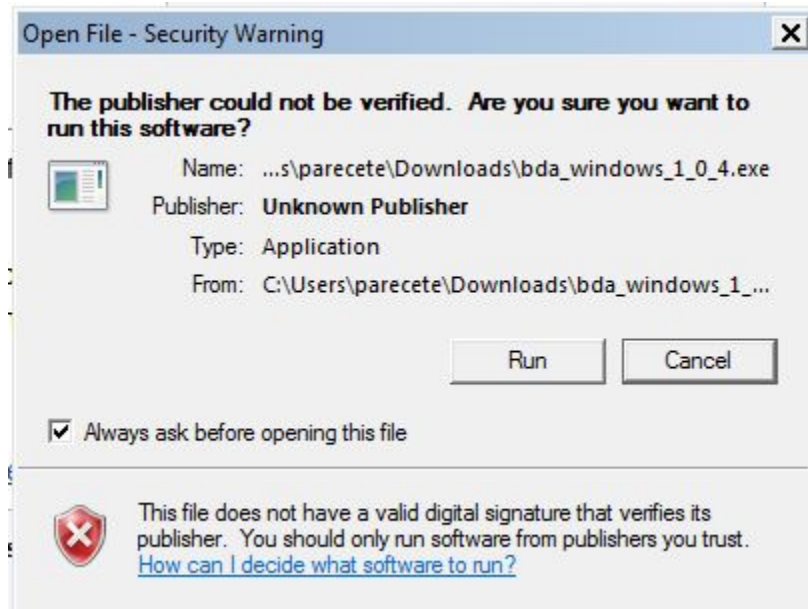 Open File - Security Warning
The publisher could not be verified. Are you sure you want to
run this software?
Name: ...s\parecete\Downloads\bda_windows_1_0_4.exe
Publisher: Unknown Publisher
Type: Application
From: C:\Users\parecete\Downloads\bda_windows_1_...
Run Cancel
Always ask before opening this file
This file does not have a valid digital signature that verifies its
publisher. You should only run software from publishers you trust.
How can I decide what software to run?